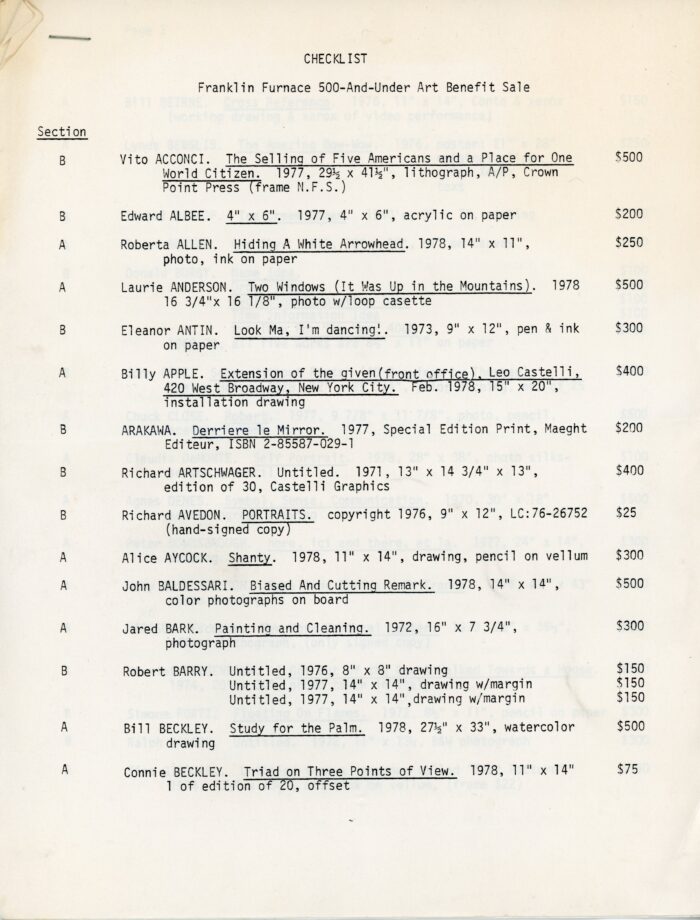 CHECKLIST
Franklin Furnace 500-And-Under Art Benefit Sale
Section
B Vito ACCONCI. The Selling of Five Americans and a Place for One $500
World Citizen. 1977, 29½ x 41½", lithograph, A/P, Crown
Point Press (frame N.F.S.)
B Edward ALBEE. 4" x 6". 1977, 4" x 6", acrylic on paper $200
A Roberta ALLEN. Hiding A White Arrowhead. 1978, 14" x 11", $250
photo, ink on paper
A Laurie ANDERSON. Two Windows (It Was Up in the Mountains). 1978 $500
16 3/4"x 16 1/8", photo w/loop casette
B Eleanor ANTIN. Look Ma, I'm dancing!. 1973, 9" x 12", pen & ink $300
on paper
A Billy APPLE. Extension of the given(front office), Leo Castelli, $400
420 West Broadway, New York City. Feb. 1978, 15" x 20",
installation drawing
B ARAKAWA. Derriere le Mirror. 1977, Special Edition Print, Maeght $200
Editeur, ISBN 2-85587-029-1
B Richard ARTSCHWAGER. Untitled. 1971, 13" x 14 3/4" x 13", $400
edition of 30, Castelli Graphics
B Richard AVEDON. PORTRAITS. copyright 1976, 9" x 12", LC:76-26752 $25
(hand-signed copy)
A Alice AYCOCK. Shanty. 1978, 11" x 14", drawing, pencil on vellum $300
A John BALDESSARI. Biased And Cutting Remark. 1978, 14" x 14", $500
color photographs on board
A Jared BARK. Painting and Cleaning. 1972, 16" x 7 3/4", $300
photograph
B Robert BARRY. Untitled, 1976, 8" x 8" drawing $150
Untitled, 1977, 14" x 14", drawing w/margin $150
Untitled, 1977, 14" x 14",drawing w/margin $150
A Bill BECKLEY. Study for the Palm. 1978, 27½" x 33", watercolor $500
drawing
A Connie BECKLEY. Triad on Three Points of View. 1978, 11" x 14" $75
1 of edition of 20, offset